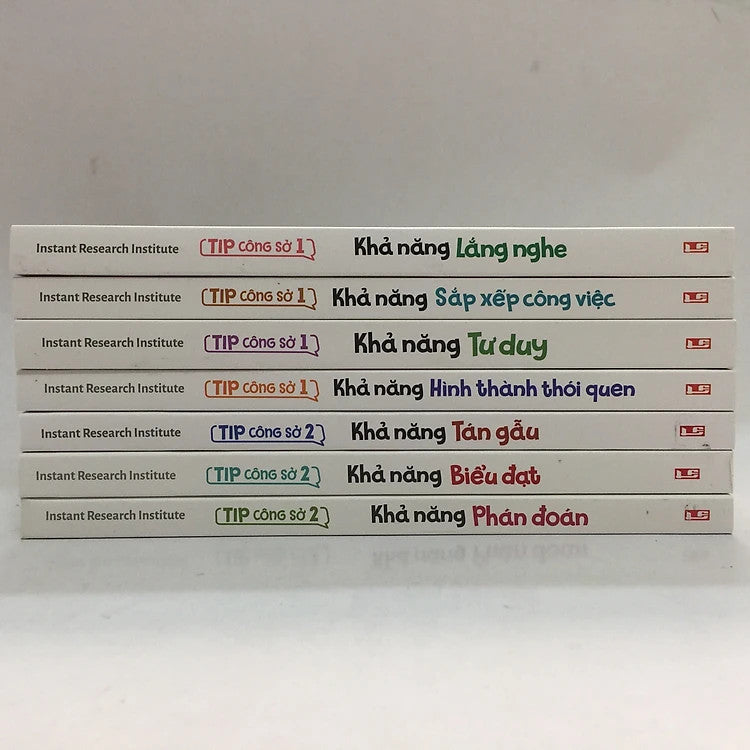 Instant Research Institute TIP công sở 1 Khả năng Lắng nghe
Instant Research Institute TIP công sở 1 Khả năng Sắp xếp công việc
Instant Research Institute TIP công sở 1 Khả năng Tư duy
Instant Research Institute TIP công sở 1 Khả năng Hình thành thói quen
Instant Research Institute TIP công sở 2 Khả năng Tán gẫu
Instant Research Institute TIP công sở 2 Khả năng Biểu đạt
Instant Research Institute TIP công sở 2 Khả năng Phán đoán